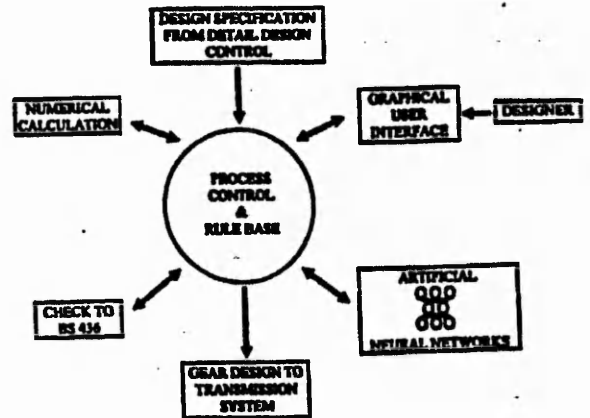 DESIGN SPECIFICATION
FROM DETAIL DESIGN
CONTROL
NUMERICAL
CALCULATION
GRAPHICAL
USER
INTERFACE
DESIGNER
PROCESS
CONTROL
&
RULE BASE
CHECK TO
BS 436
ARTIFICIAL
NEURAL NETWORKS
GEAR DESIGN TO
TRANSMISSION
SYSTEM